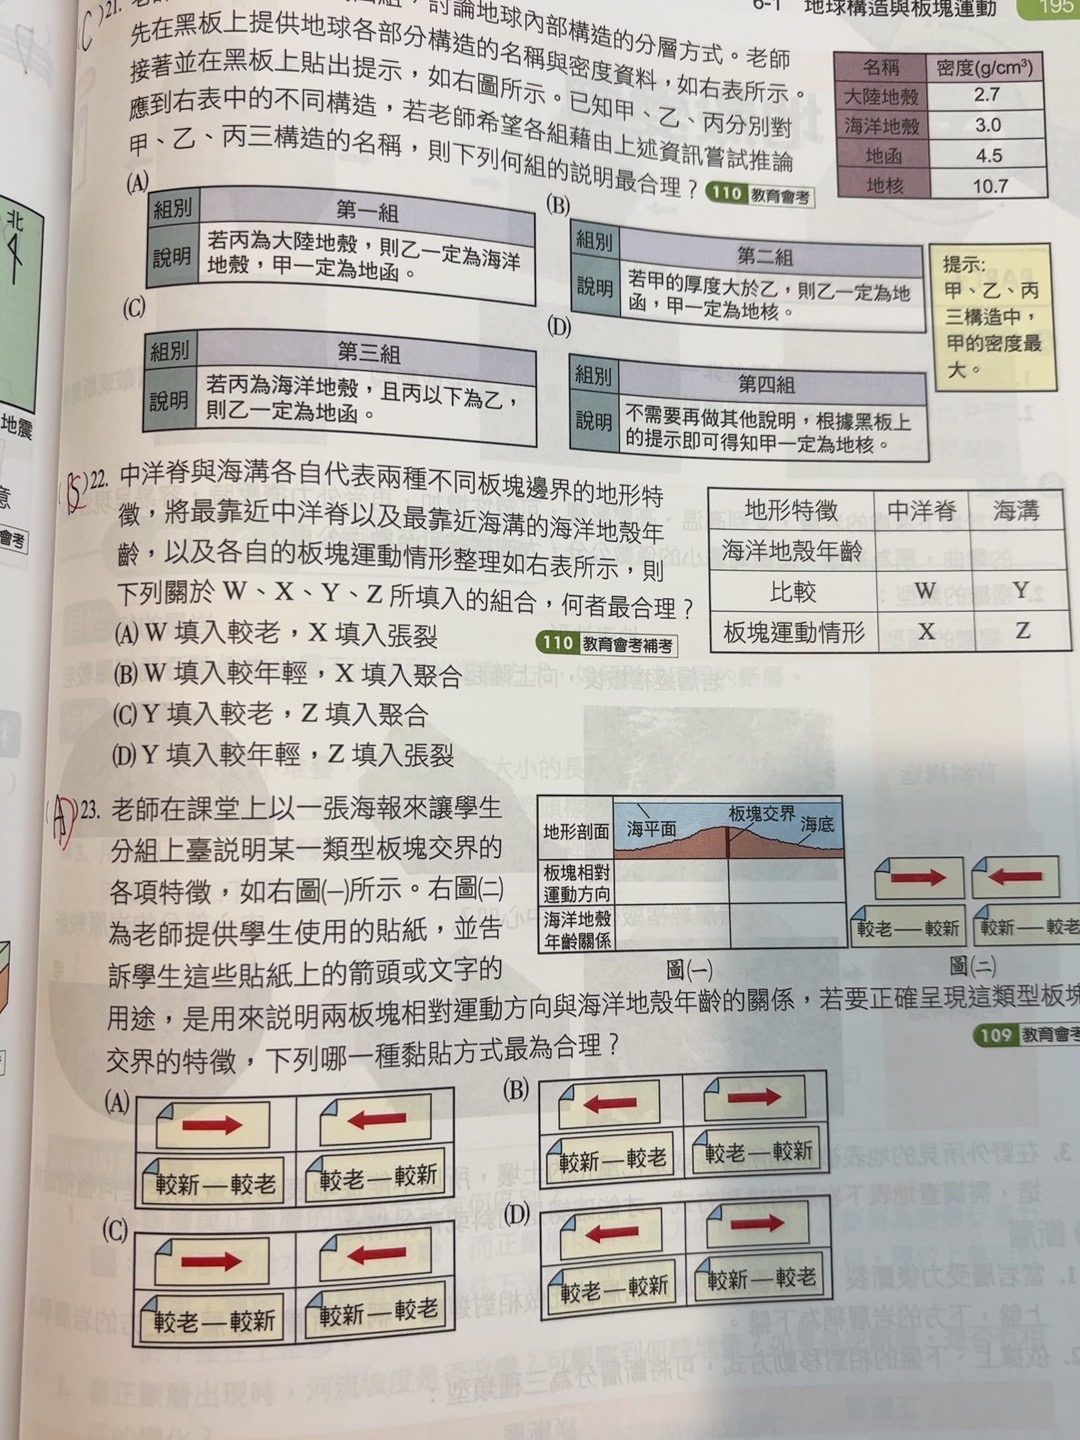 6-1 地球構造與板塊運動 195
(C)21.
討論地球內部構造的分層方式。老師
先在黑板上提供地球各部分構造的名稱與密度資料,如右表所示。
接著並在黑板上貼出提示,如右圖所示。已知甲、乙、丙分別對
應到右表中的不同構造,若老師希望各組藉由上述資訊嘗試推論
甲、乙、丙三構造的名稱,則下列何組的說明最合理?110 教育會考
名稱 密度(g/cm³)
大陸地殼 2.7
海洋地殼 3.0
地函 4.5
地核 10.7
(A)
組別 第一組
說明 若丙為大陸地殼,則乙一定為海洋
地殼,甲一定為地函。
(B)
組別 第二組
說明 若甲的厚度大於乙,則乙一定為地
函,甲一定為地核。
(C)
組別 第三組
說明 若丙為海洋地殼,且丙以下為乙,
則乙一定為地函。
(D)
組別 第四組
說明 不需要再做其他說明,根據黑板上
的提示即可得知甲一定為地核。
提示:
甲、乙、丙
三構造中,
甲的密度最
大。
北
地震
意
會考
22. 中洋脊與海溝各自代表兩種不同板塊邊界的地形特
徵,將最靠近中洋脊以及最靠近海溝的海洋地殼年
齡,以及各自的板塊運動情形整理如右表所示,則
下列關於 W、X、Y、Z 所填入的組合,何者最合理?
110 教育會考補考
(A) W 填入較老,X 填入張裂
(B) W 填入較年輕,X 填入聚合
(C) Y 填入較老,Z 填入聚合
(D) Y 填入較年輕,Z 填入張裂
地形特徵 中洋脊 海溝
海洋地殼年齡
比較 W Y
板塊運動情形 X Z
(A)23. 老師在課堂上以一張海報來讓學生
分組上臺說明某一類型板塊交界的
各項特徵,如右圖㈠所示。右圖㈡
為老師提供學生使用的貼紙,並告
訴學生這些貼紙上的箭頭或文字的
用途,是用來說明兩板塊相對運動方向與海洋地殼年齡的關係,若要正確呈現這類型板塊
交界的特徵,下列哪一種黏貼方式最為合理?
109 教育會考
地形剖面 海平面 板塊交界 海底
板塊相對
運動方向
海洋地殼
年齡關係
圖㈠
較老—較新 較新—較老
圖㈡
(A)
較新—較老 較老—較新
(B)
較新—較老 較老—較新
(C)
較老—較新 較新—較老
(D)
較老—較新 較新—較老